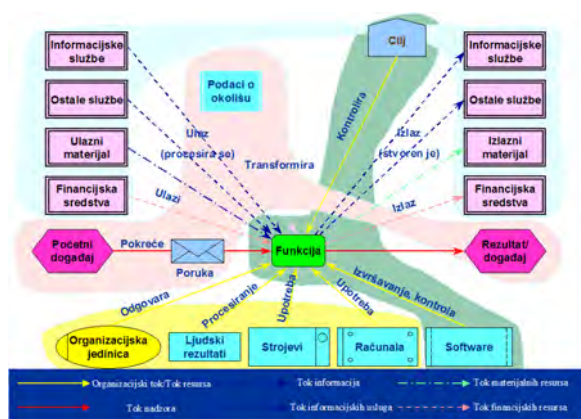 Informacijske
službe
Ostale službe
Ulazni
materijal
Financijska
sredstva
Podaci o
okolišu
Cilj
Informacijske
službe
Ostale službe
Izlazni
materijal
Financijska
sredstva
Ulaz
(procesira se)
Transformira
Ulazi
Kontrolira
Izlaz
(stvoren je)
Izlaz
Početni
događaj
Pokreće
Poruka
Funkcija
Rezultat/
događaj
Odgovara
Procesiranje
Upotreba
Upotreba
Izvršavanje, kontrola
Organizacijska
jedinica
Ljudski
rezultati
Strojevi
Računala
Software
Organizacijski tok/Tok resursa
Tok informacija
Tok materijalnih resursa
Tok nadzora
Tok informacijskih usluga
Tok financijskih resursa